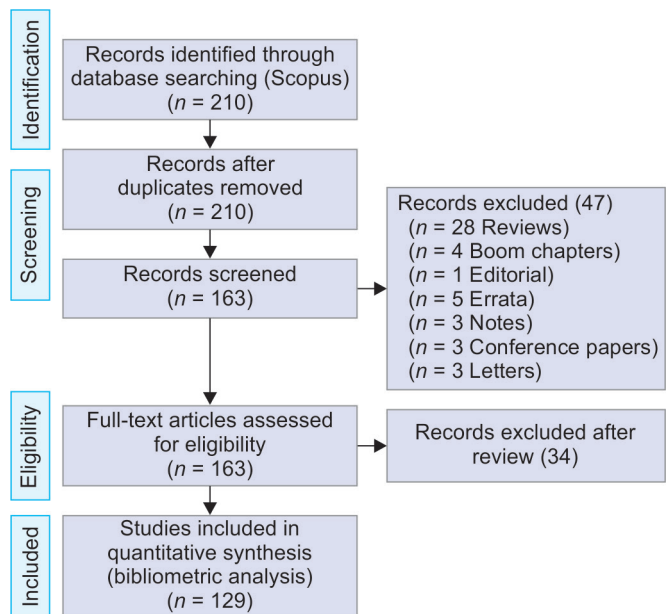 Identification
Records identified through
database searching (Scopus)
(n = 210)
Screening
Records after
duplicates removed
(n = 210)
Records screened
(n = 163)
Records excluded (47)
(n = 28 Reviews)
(n = 4 Boom chapters)
(n = 1 Editorial)
(n = 5 Errata)
(n = 3 Notes)
(n = 3 Conference papers)
(n = 3 Letters)
Eligibility
Full-text articles assessed
for eligibility
(n = 163)
Records excluded after
review (34)
Included
Studies included in
quantitative synthesis
(bibliometric analysis)
(n = 129)